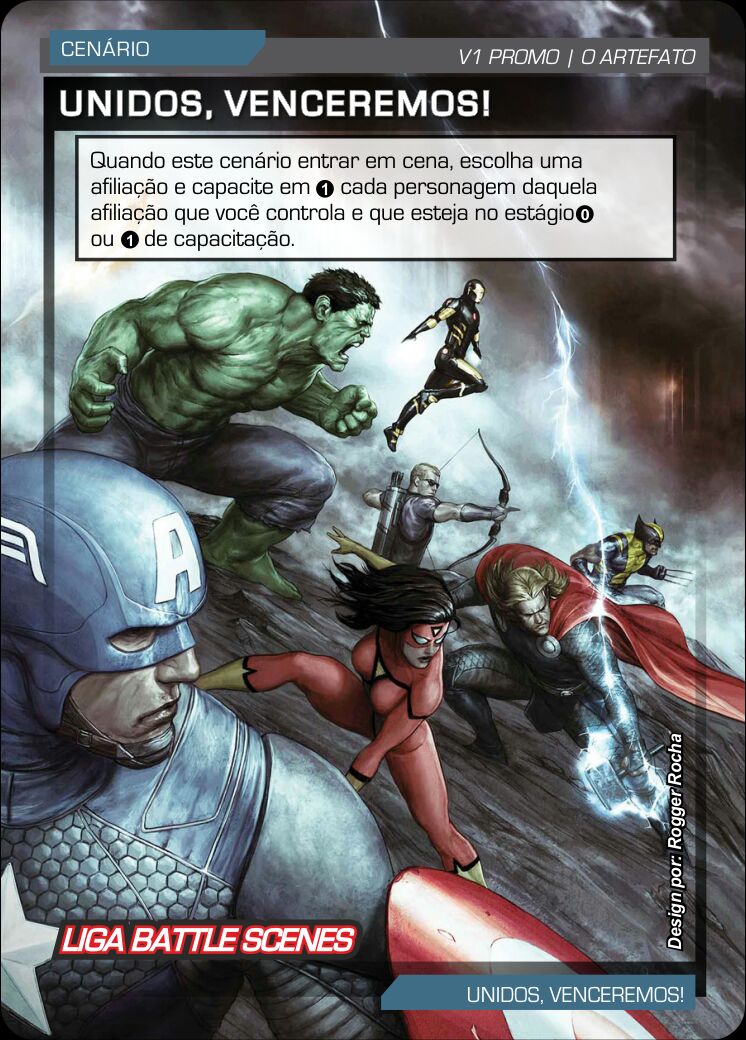 CENÁRIO
V1 PROMO | O ARTEFATO
UNIDOS, VENCEREMOS!
Quando este cenário entrar em cena, escolha uma
afiliação e capacite em 1 cada personagem daquela
afiliação que você controla e que esteja no estágio 0
ou 1 de capacitação.
A
Design por: Rogger Rocha
LIGA BATTLE SCENES
UNIDOS, VENCEREMOS!